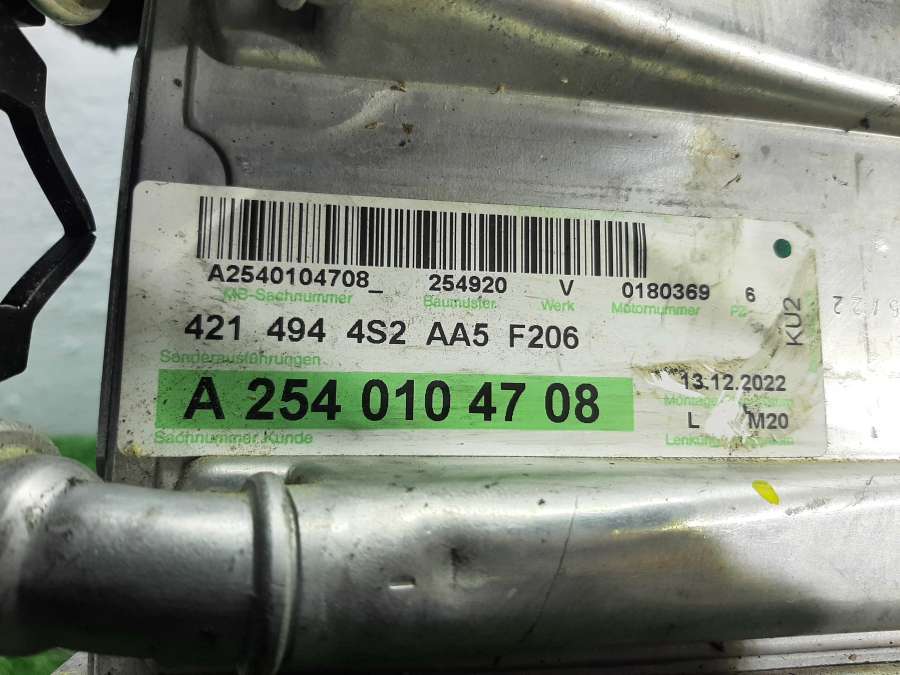 A2540104708_ 254920 V 0180369 6
MB-Sachnummer Baumuster Werk Motornummer PZ
421 494 4S2 AA5 F206
Sonderausführungen
KU2
A 254 010 47 08
13.12.2022
L M20
Sachnummer Kunde